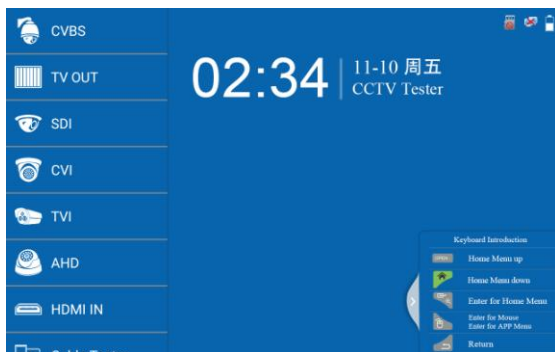 CVBS
TV OUT
SDI
CVI
TVI
AHD
HDMI IN
02:34
11-10 周五
CCTV Tester
Keyboard Introduction
OPEN
Home Menu up
Home Menu down
Enter for Home Menu
Enter for Mouse
Enter for APP Menu
Return